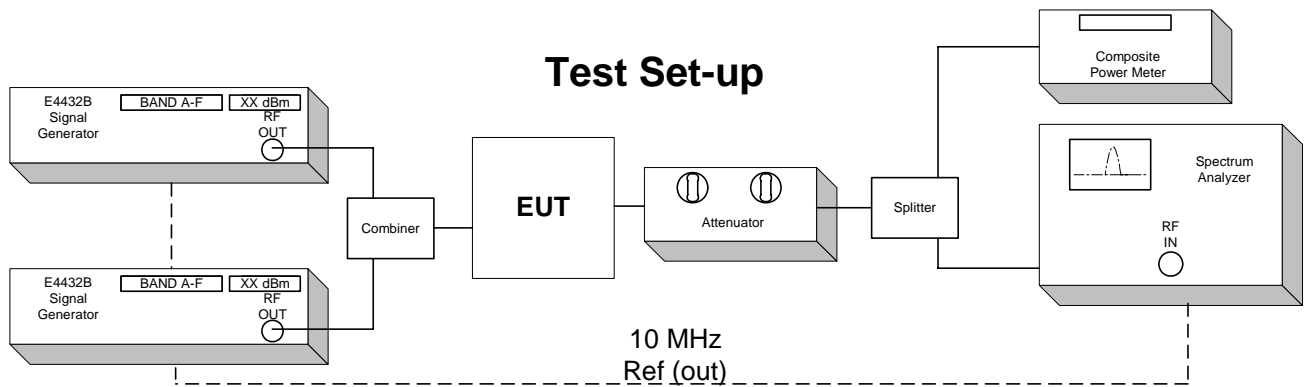 Test Set-up
E4432B
Signal
Generator
BAND A-F
XX dBm
RF
OUT
E4432B
Signal
Generator
BAND A-F
XX dBm
RF
OUT
Combiner
EUT
Attenuator
Splitter
Composite
Power Meter
Spectrum
Analyzer
RF
IN
10 MHz
Ref (out)